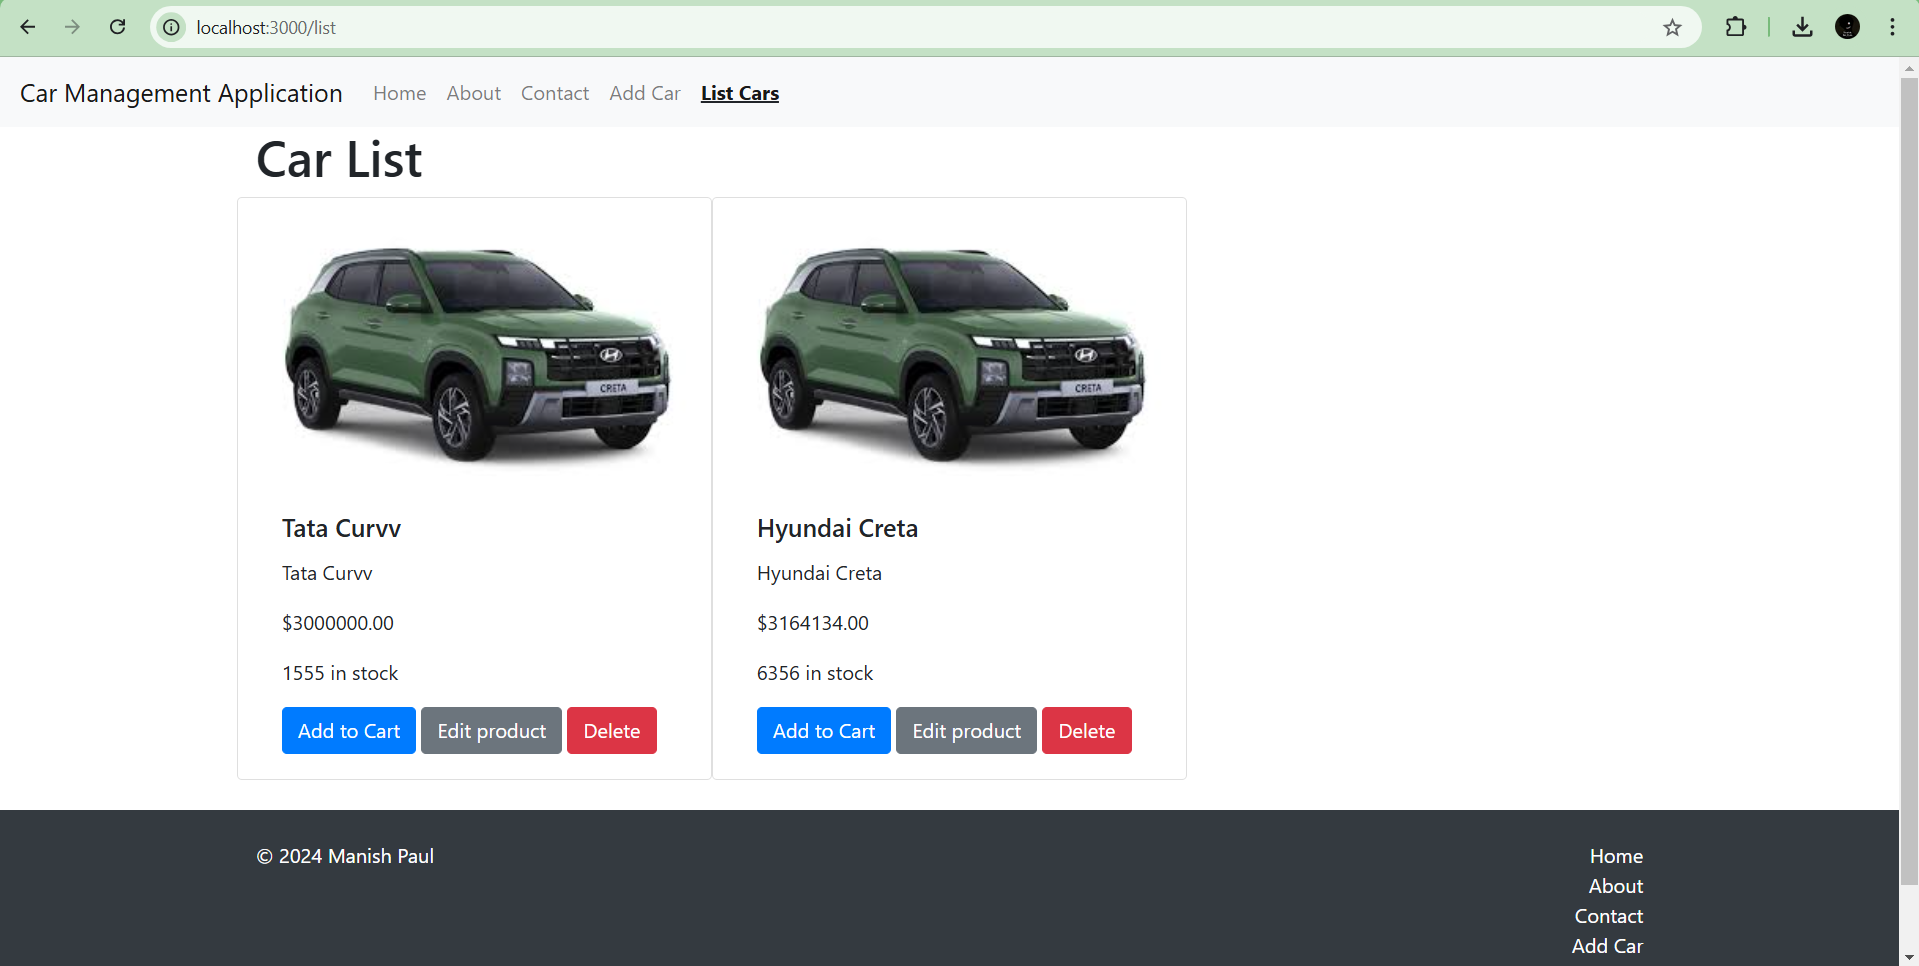 localhost:3000/list
Car Management Application Home About Contact Add Car List Cars
Car List
CRETA
CRETA
Tata Curvv
Tata Curvv
$3000000.00
1555 in stock
Add to Cart Edit product Delete
Hyundai Creta
Hyundai Creta
$3164134.00
6356 in stock
Add to Cart Edit product Delete
© 2024 Manish Paul
Home
About
Contact
Add Car